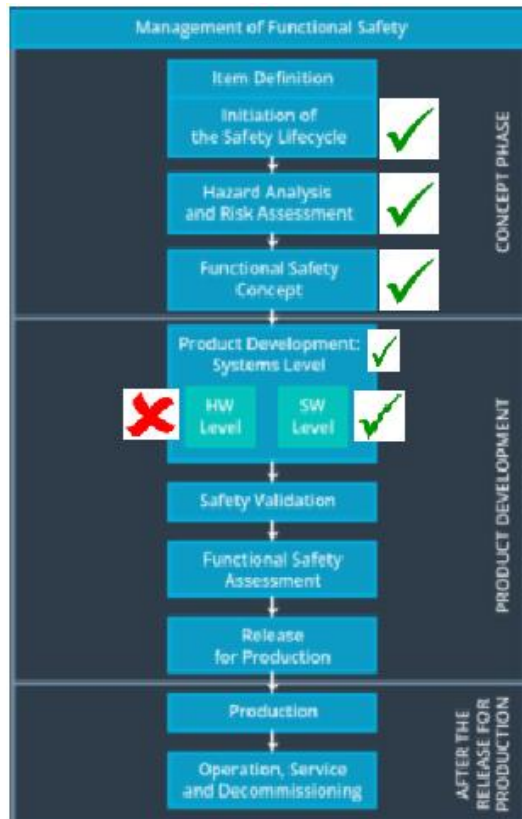 Management of Functional Safety
Item Definition
Initiation of
the Safety Lifecycle
Hazard Analysis
and Risk Assessment
Functional Safety
Concept
CONCEPT PHASE
Product Development:
Systems Level
HW
Level
SW
Level
Safety Validation
Functional Safety
Assessment
Release
for Production
PRODUCT DEVELOPMENT
Production
Operation, Service
and Decommissioning
AFTER THE
RELEASE FOR
PRODUCTION